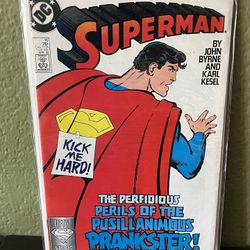 DC
SUPERMAN
BY
JOHN
BYRNE
AND
KARL
KESEL
KICK
ME
HARD!
THE PERFIDIOUS
PERILS OF THE
PUSILLANIMOUS
PRANKSTER!